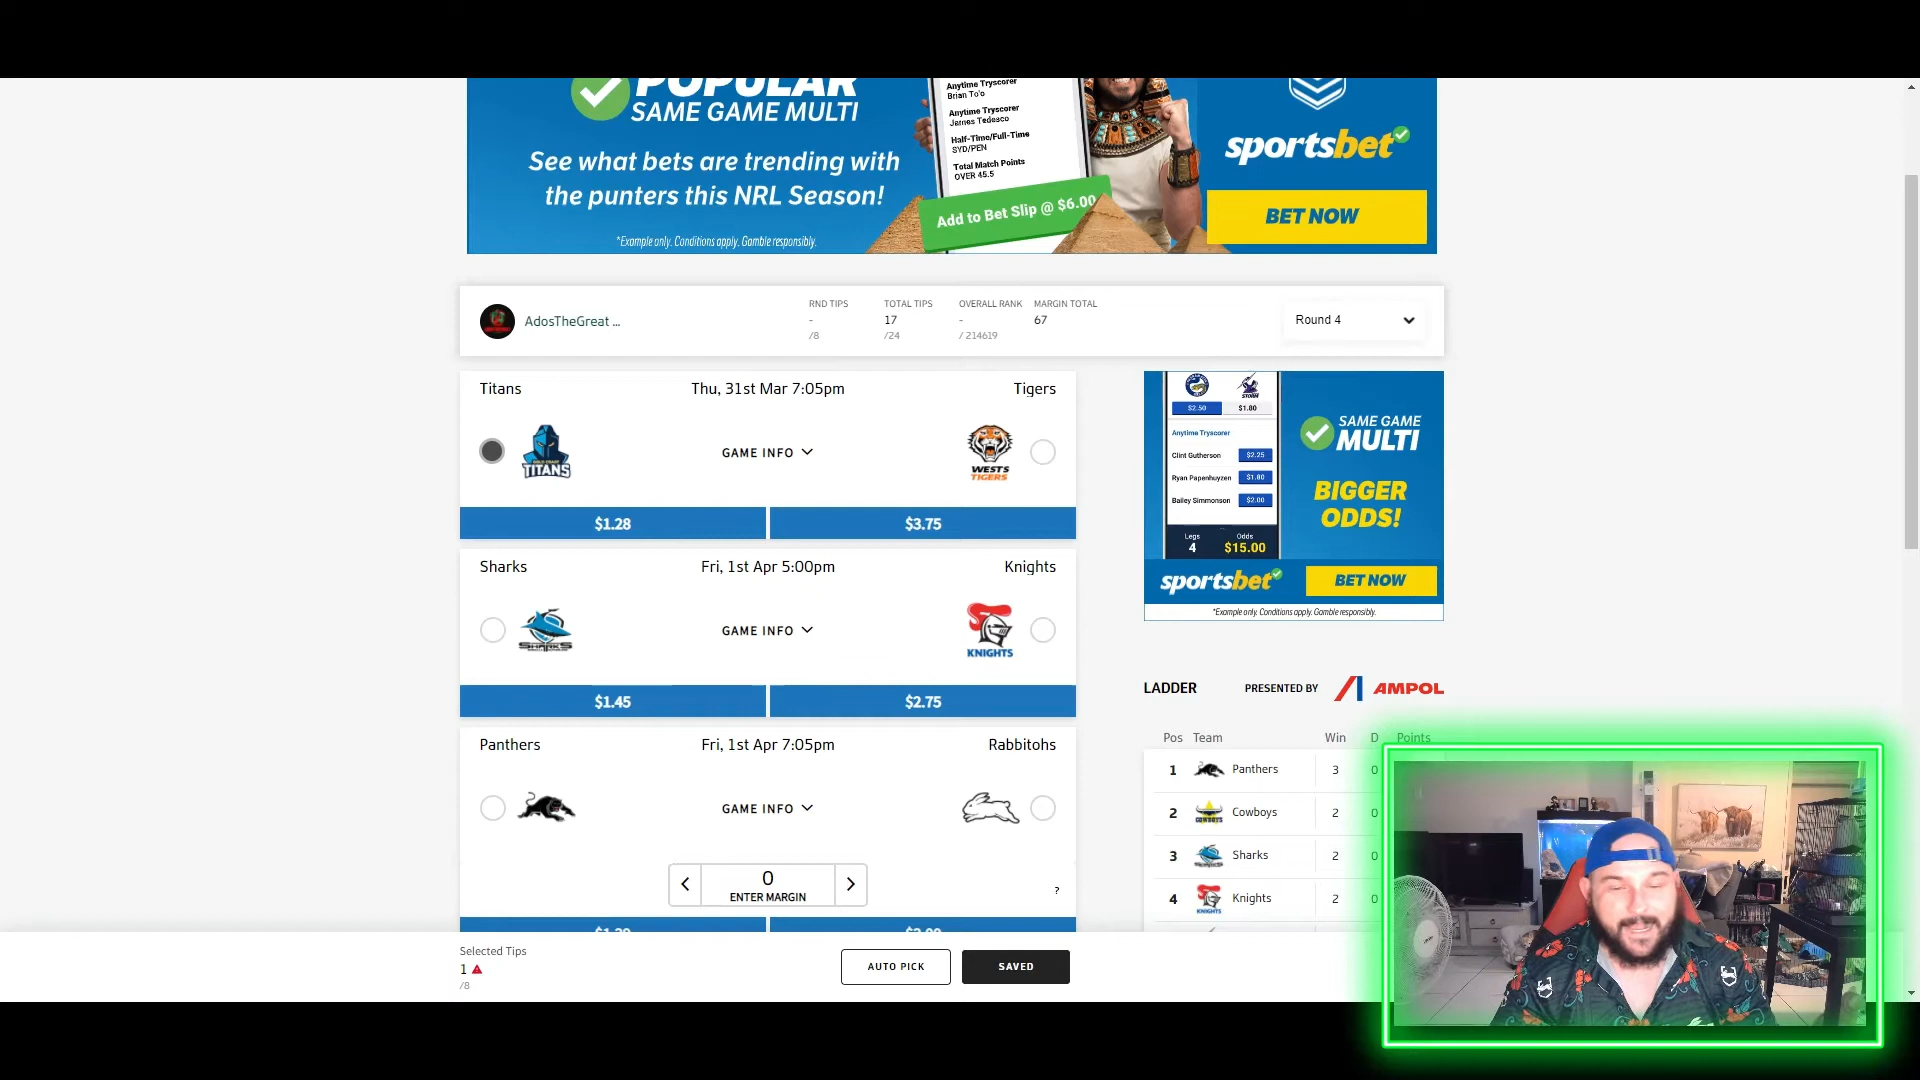 POPULAR
SAME GAME MULTI
See what bets are trending with
the punters this NRL Season!
*Example only. Conditions apply. Gamble responsibly.
Anytime Tryscorer
Brian To'o
Anytime Tryscorer
James Tedesco
Half-Time/Full-Time
SYD/PEN
Total Match Points
OVER 45.5
Add to Bet Slip @ $6.00
sportsbet
BET NOW
AdosTheGreat ...
RND TIPS
-
/8
TOTAL TIPS
17
/24
OVERALL RANK
-
/ 214619
MARGIN TOTAL
67
Round 4
Titans
Thu, 31st Mar 7:05pm
Tigers
TITANS
GAME INFO
WESTS
TIGERS
$1.28
$3.75
Sharks
Fri, 1st Apr 5:00pm
Knights
SHARKS
GAME INFO
KNIGHTS
$1.45
$2.75
Panthers
Fri, 1st Apr 7:05pm
Rabbitohs
GAME INFO
0
ENTER MARGIN
?
Selected Tips
1
/8
AUTO PICK
SAVED
STORM
$2.50
$1.80
Anytime Tryscorer
Clint Gutherson
$2.25
Ryan Papenhuyzen
$1.80
Bailey Simmonson
$2.00
Legs
4
Odds
$15.00
SAME GAME
MULTI
BIGGER
ODDS!
sportsbet
BET NOW
*Example only. Conditions apply. Gamble responsibly.
LADDER
PRESENTED BY
AMPOL
Pos Team Win D Points
1 Panthers 3 0
2 COWBOYS Cowboys 2 0
3 Sharks 2 0
4 KNIGHTS Knights 2 0